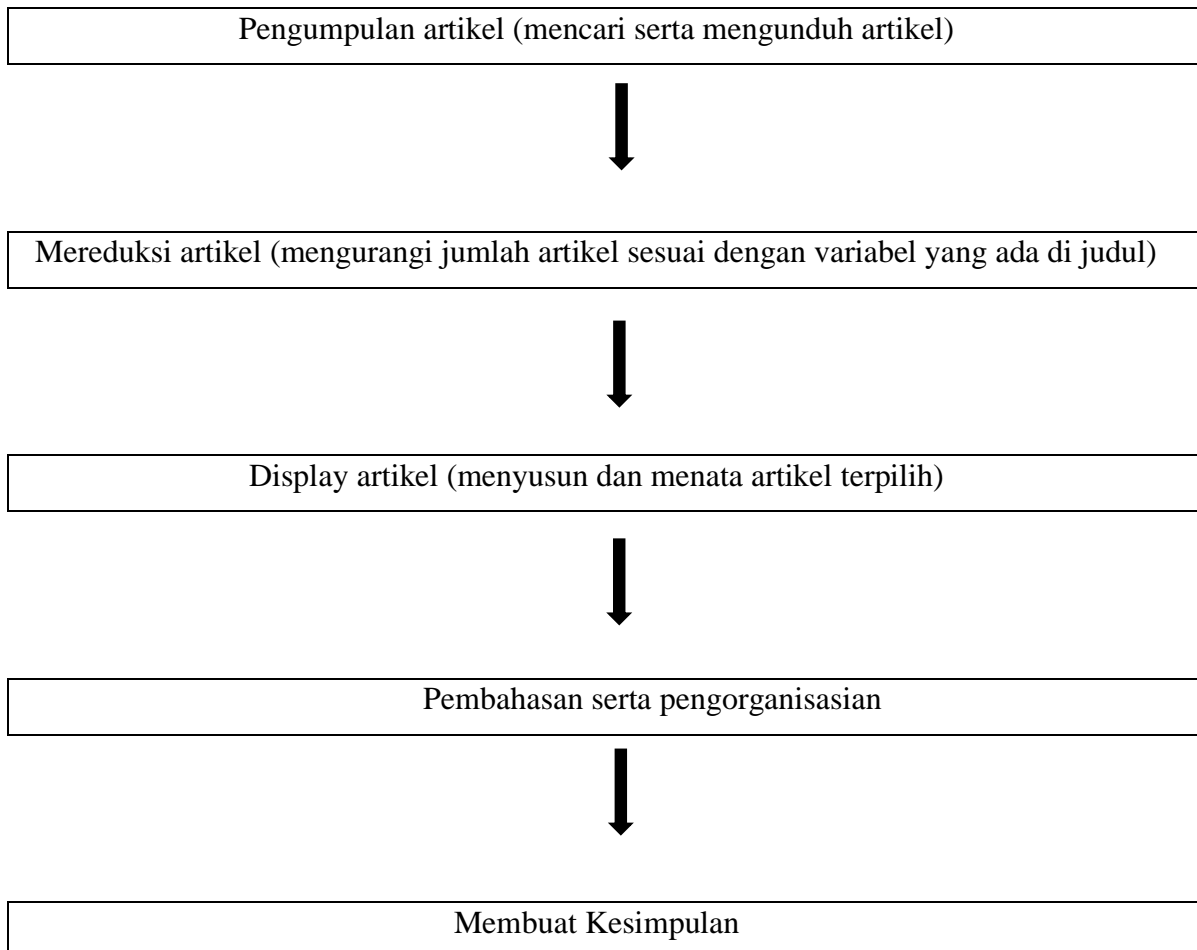 Pengumpulan artikel (mencari serta mengunduh artikel)
Mereduksi artikel (mengurangi jumlah artikel sesuai dengan variabel yang ada di judul)
Display artikel (menyusun dan menata artikel terpilih)
Pembahasan serta pengorganisasian
Membuat Kesimpulan